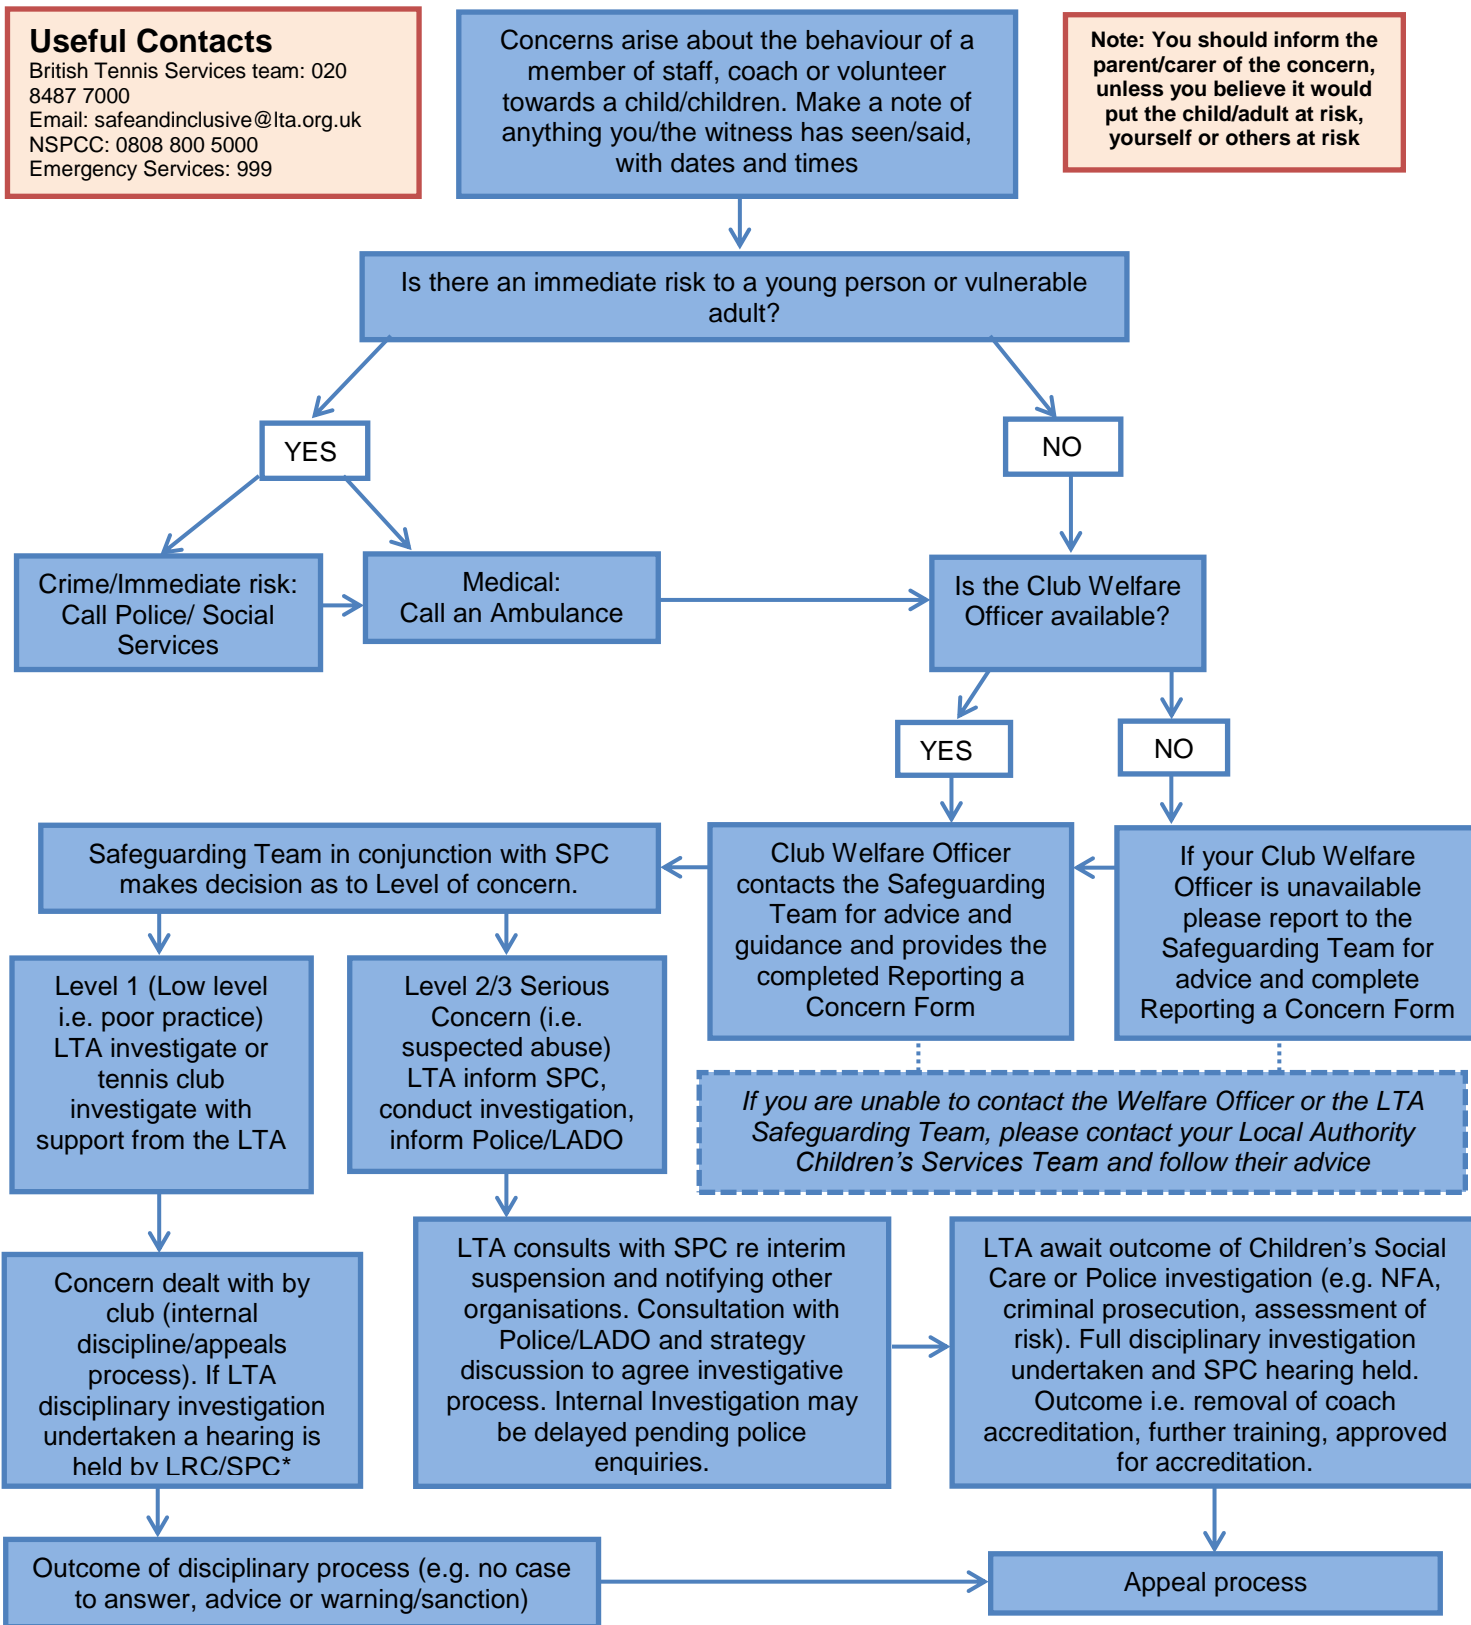 Useful Contacts
British Tennis Services team: 020
8487 7000
Email: safeandinclusive@lta.org.uk
NSPCC: 0808 800 5000
Emergency Services: 999
Concerns arise about the behaviour of a
member of staff, coach or volunteer
towards a child/children. Make a note of
anything you/the witness has seen/said,
with dates and times
Note: You should inform the
parent/carer of the concern,
unless you believe it would
put the child/adult at risk,
yourself or others at risk
Is there an immediate risk to a young person or vulnerable
adult?
YES
NO
Crime/Immediate risk:
Call Police/ Social
Services
Medical:
Call an Ambulance
Is the Club Welfare
Officer available?
YES
NO
Safeguarding Team in conjunction with SPC
makes decision as to Level of concern.
Club Welfare Officer
contacts the Safeguarding
Team for advice and
guidance and provides the
completed Reporting a
Concern Form
If your Club Welfare
Officer is unavailable
please report to the
Safeguarding Team for
advice and complete
Reporting a Concern Form
Level 1 (Low level
i.e. poor practice)
LTA investigate or
tennis club
investigate with
support from the LTA
Level 2/3 Serious
Concern (i.e.
suspected abuse)
LTA inform SPC,
conduct investigation,
inform Police/LADO
If you are unable to contact the Welfare Officer or the LTA
Safeguarding Team, please contact your Local Authority
Children’s Services Team and follow their advice
Concern dealt with by
club (internal
discipline/appeals
process). If LTA
disciplinary investigation
undertaken a hearing is
held by LRC/SPC*
LTA consults with SPC re interim
suspension and notifying other
organisations. Consultation with
Police/LADO and strategy
discussion to agree investigative
process. Internal Investigation may
be delayed pending police
enquiries.
LTA await outcome of Children’s Social
Care or Police investigation (e.g. NFA,
criminal prosecution, assessment of
risk). Full disciplinary investigation
undertaken and SPC hearing held.
Outcome i.e. removal of coach
accreditation, further training, approved
for accreditation.
Outcome of disciplinary process (e.g. no case
to answer, advice or warning/sanction)
Appeal process